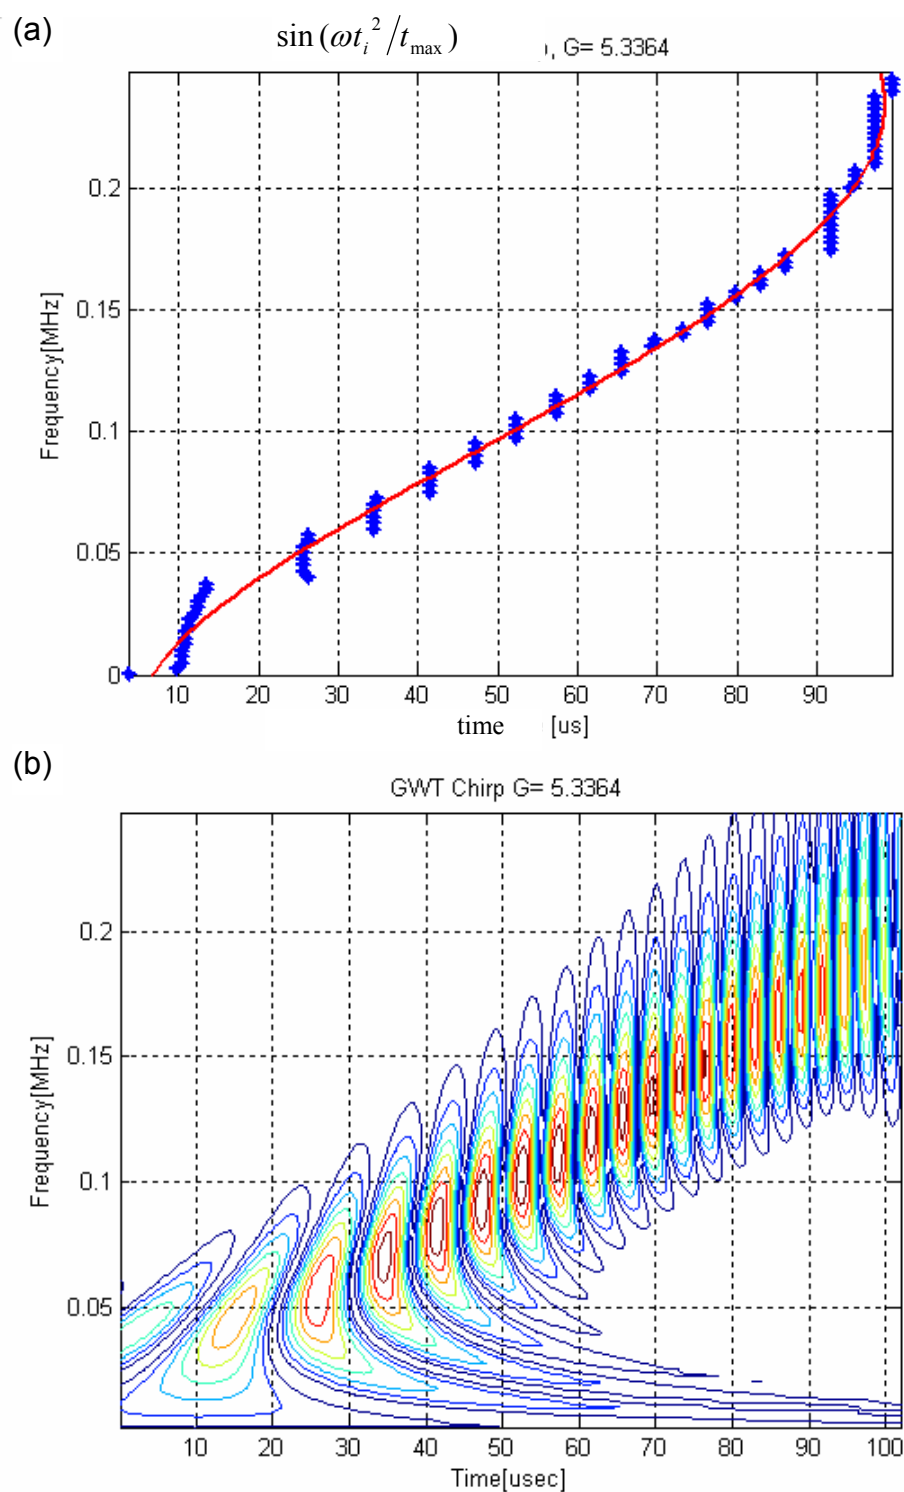 (a)
sin (ωtᵢ²/t_max) , G= 5.3364
0.2
0.15
0.1
0.05
0
Frequency[MHz]
10 20 30 40 50 60 70 80 90
time [us]
(b)
GWT Chirp G= 5.3364
0.2
0.15
0.1
0.05
Frequency[MHz]
10 20 30 40 50 60 70 80 90 100
Time[usec]